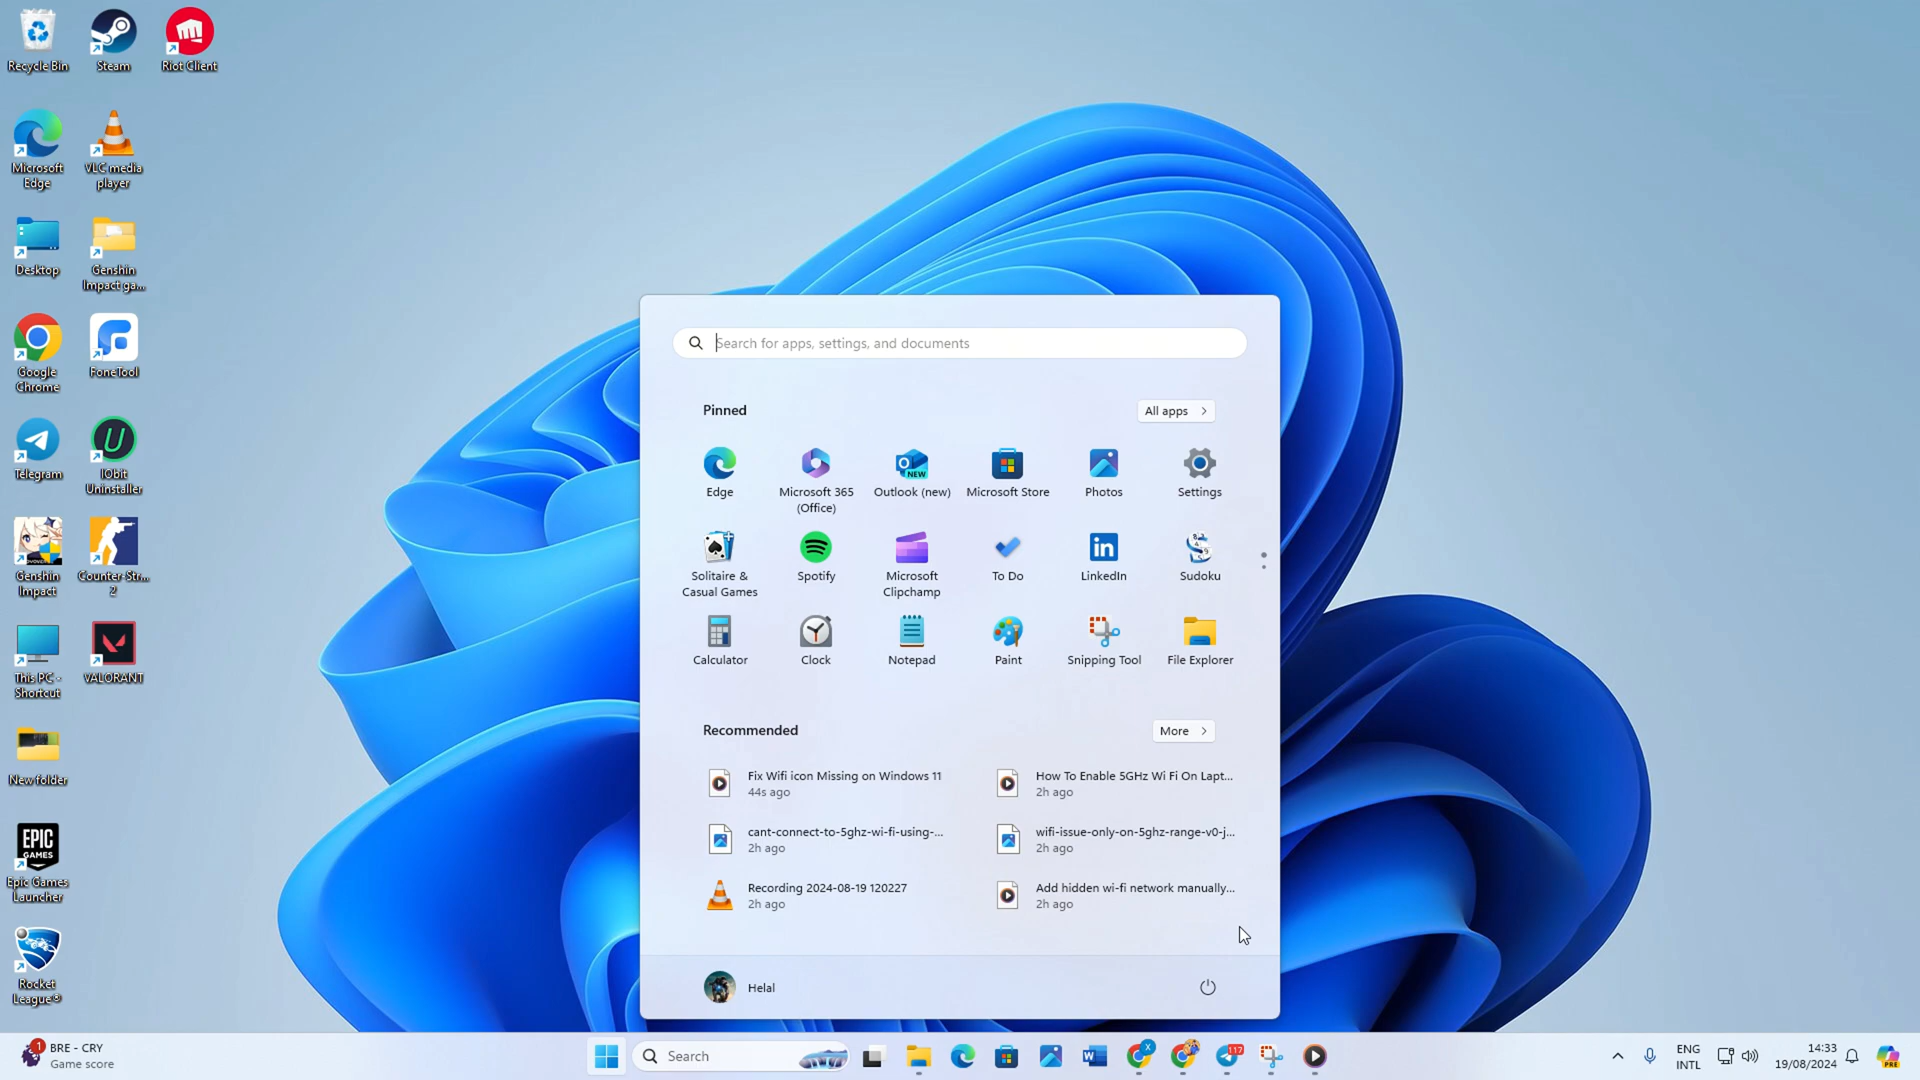 Recycle Bin
Steam
Riot Client
Microsoft
Edge
VLC media
player
Desktop
Genshin
Impact ga...
Google
Chrome
FoneTool
Telegram
IObit
Uninstaller
Genshin
Impact
Counter-Str...
2
This PC -
Shortcut
VALORANT
New folder
EPIC
GAMES
Epic Games
Launcher
Rocket
League®
Search for apps, settings, and documents
Pinned
All apps
Edge
Microsoft 365
(Office)
NEW
Outlook (new)
Microsoft Store
Photos
Settings
Solitaire &
Casual Games
Spotify
Microsoft
Clipchamp
To Do
LinkedIn
Sudoku
Calculator
Clock
Notepad
Paint
Snipping Tool
File Explorer
Recommended
More
Fix Wifi icon Missing on Windows 11
44s ago
How To Enable 5GHz Wi Fi On Lapt...
2h ago
cant-connect-to-5ghz-wi-fi-using-...
2h ago
wifi-issue-only-on-5ghz-range-v0-j...
2h ago
Recording 2024-08-19 120227
2h ago
Add hidden wi-fi network manually...
2h ago
Helal
1
BRE - CRY
Game score
Search
X
117
ENG
INTL
14:33
19/08/2024
PRE